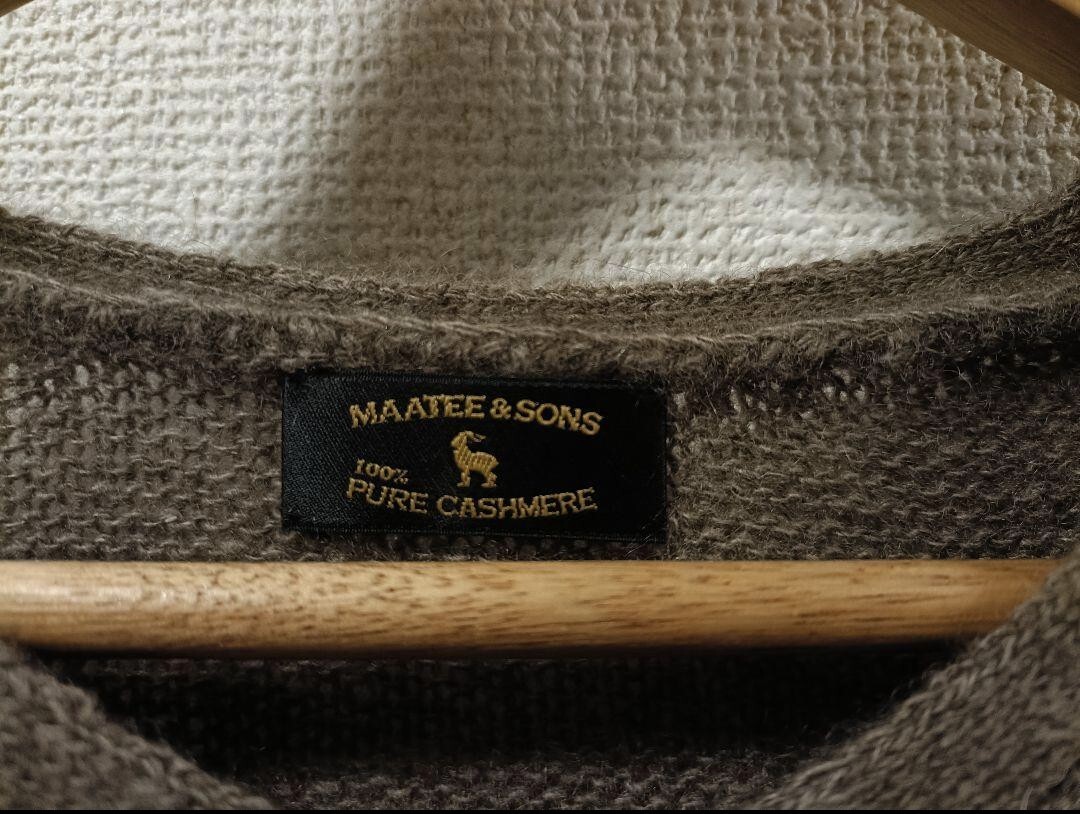 MAATEE & SONS
100%
PURE CASHMERE